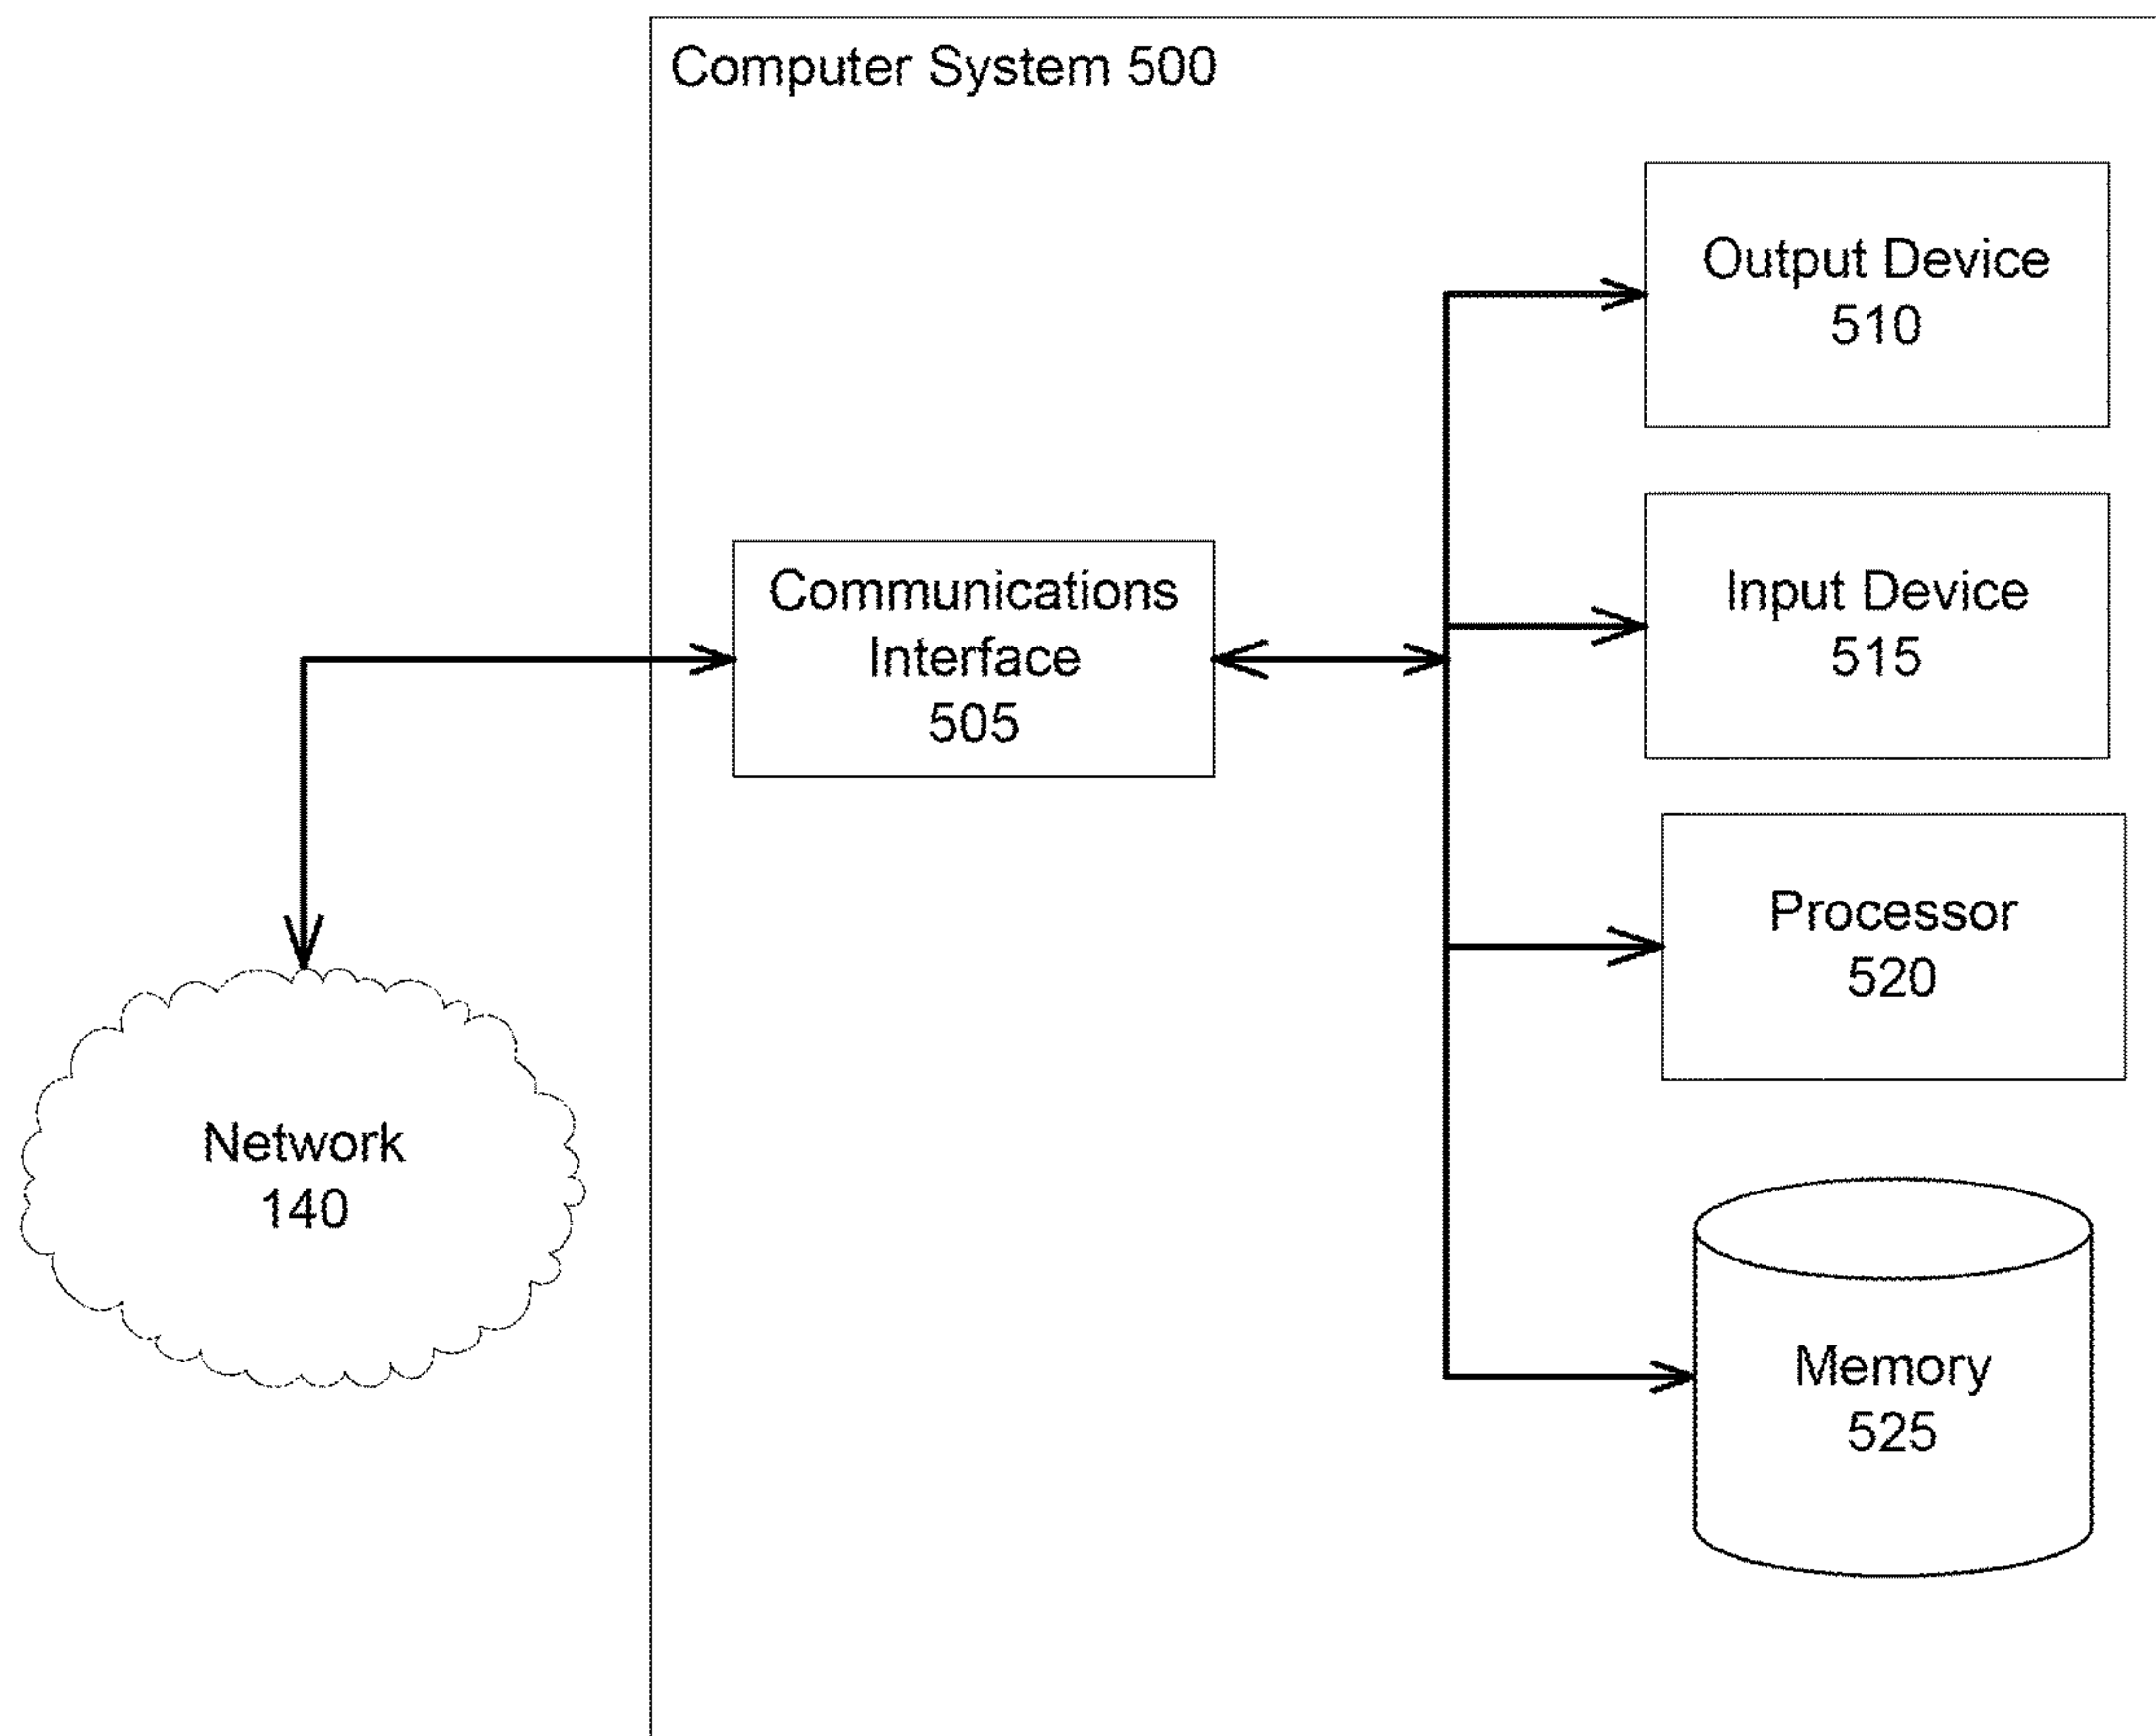 Computer System 500
Output Device
510
Communications
Interface
505
Input Device
515
Processor
520
Network
140
Memory
525